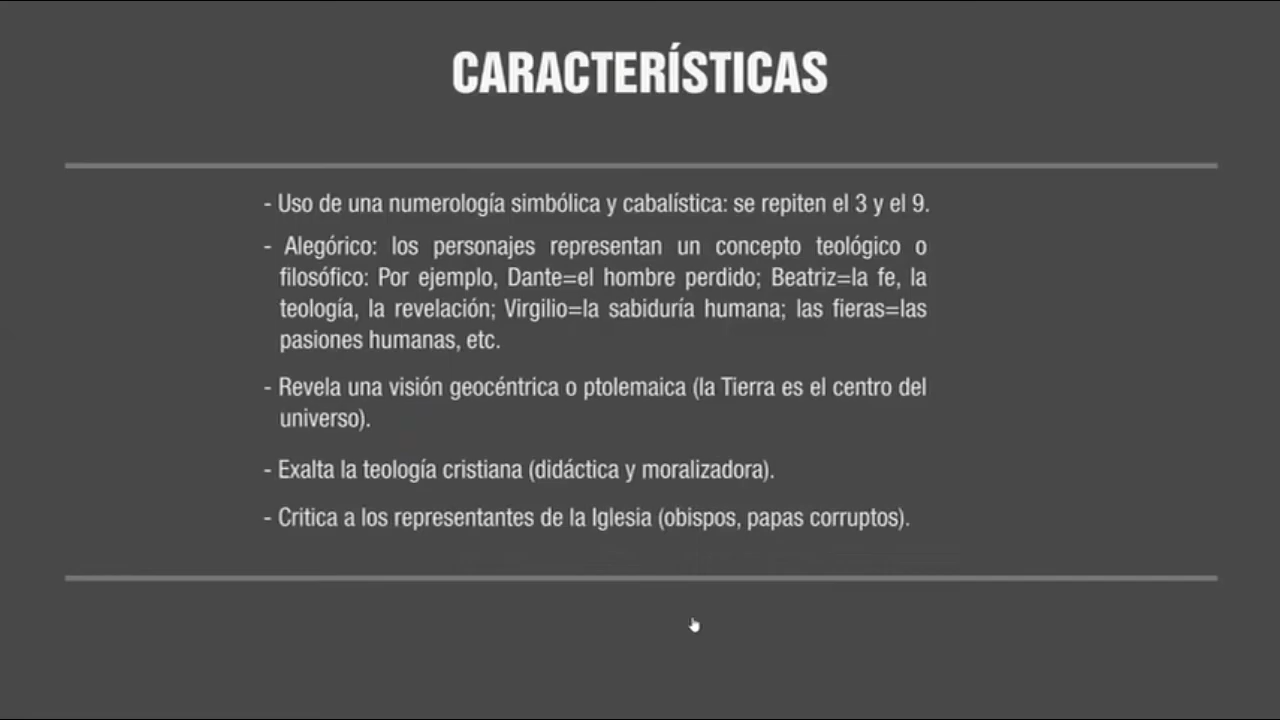 CARACTERÍSTICAS
- Uso de una numerología simbólica y cabalística: se repiten el 3 y el 9.
- Alegórico: los personajes representan un concepto teológico o
filosófico: Por ejemplo, Dante=el hombre perdido; Beatriz=la fe, la
teología, la revelación; Virgilio=la sabiduría humana; las fieras=las
pasiones humanas, etc.
- Revela una visión geocéntrica o ptolemaica (la Tierra es el centro del
universo).
- Exalta la teología cristiana (didáctica y moralizadora).
- Critica a los representantes de la Iglesia (obispos, papas corruptos).